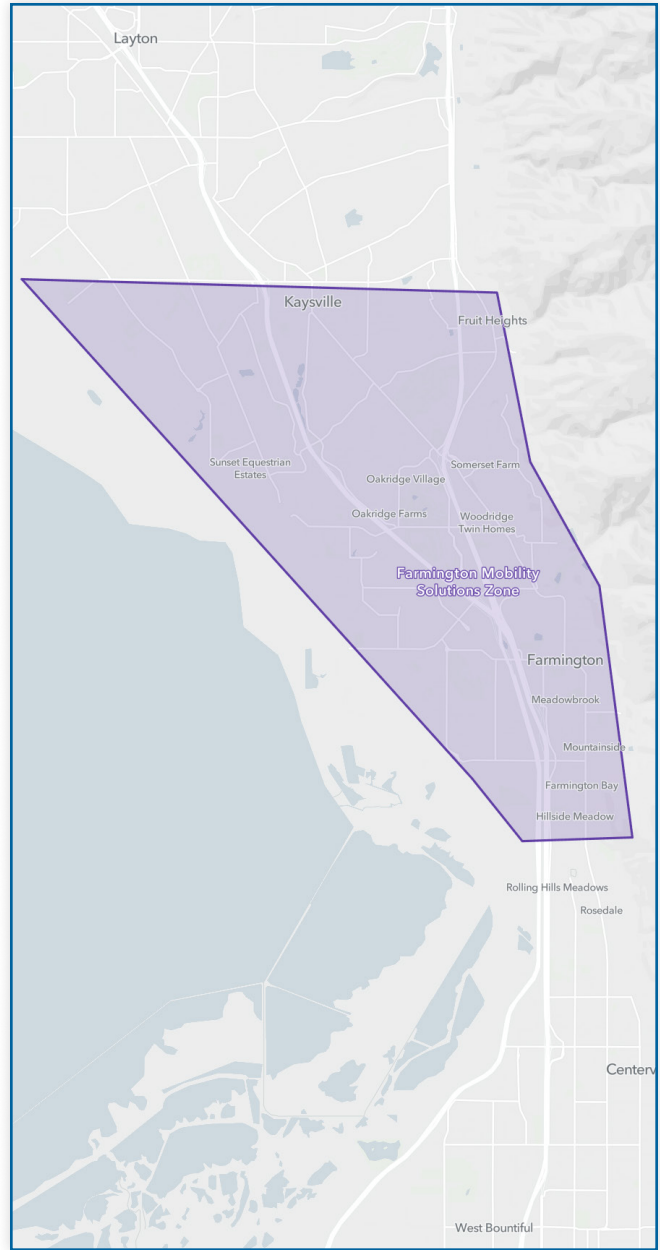 Layton
Kaysville
Fruit Heights
Sunset Equestrian
Estates
Somerset Farm
Oakridge Village
Oakridge Farms
Woodridge
Twin Homes
Farmington Mobility
Solutions Zone
Farmington
Meadowbrook
Mountainside
Farmington Bay
Hillside Meadow
Rolling Hills Meadows
Rosedale
Centerv
West Bountiful